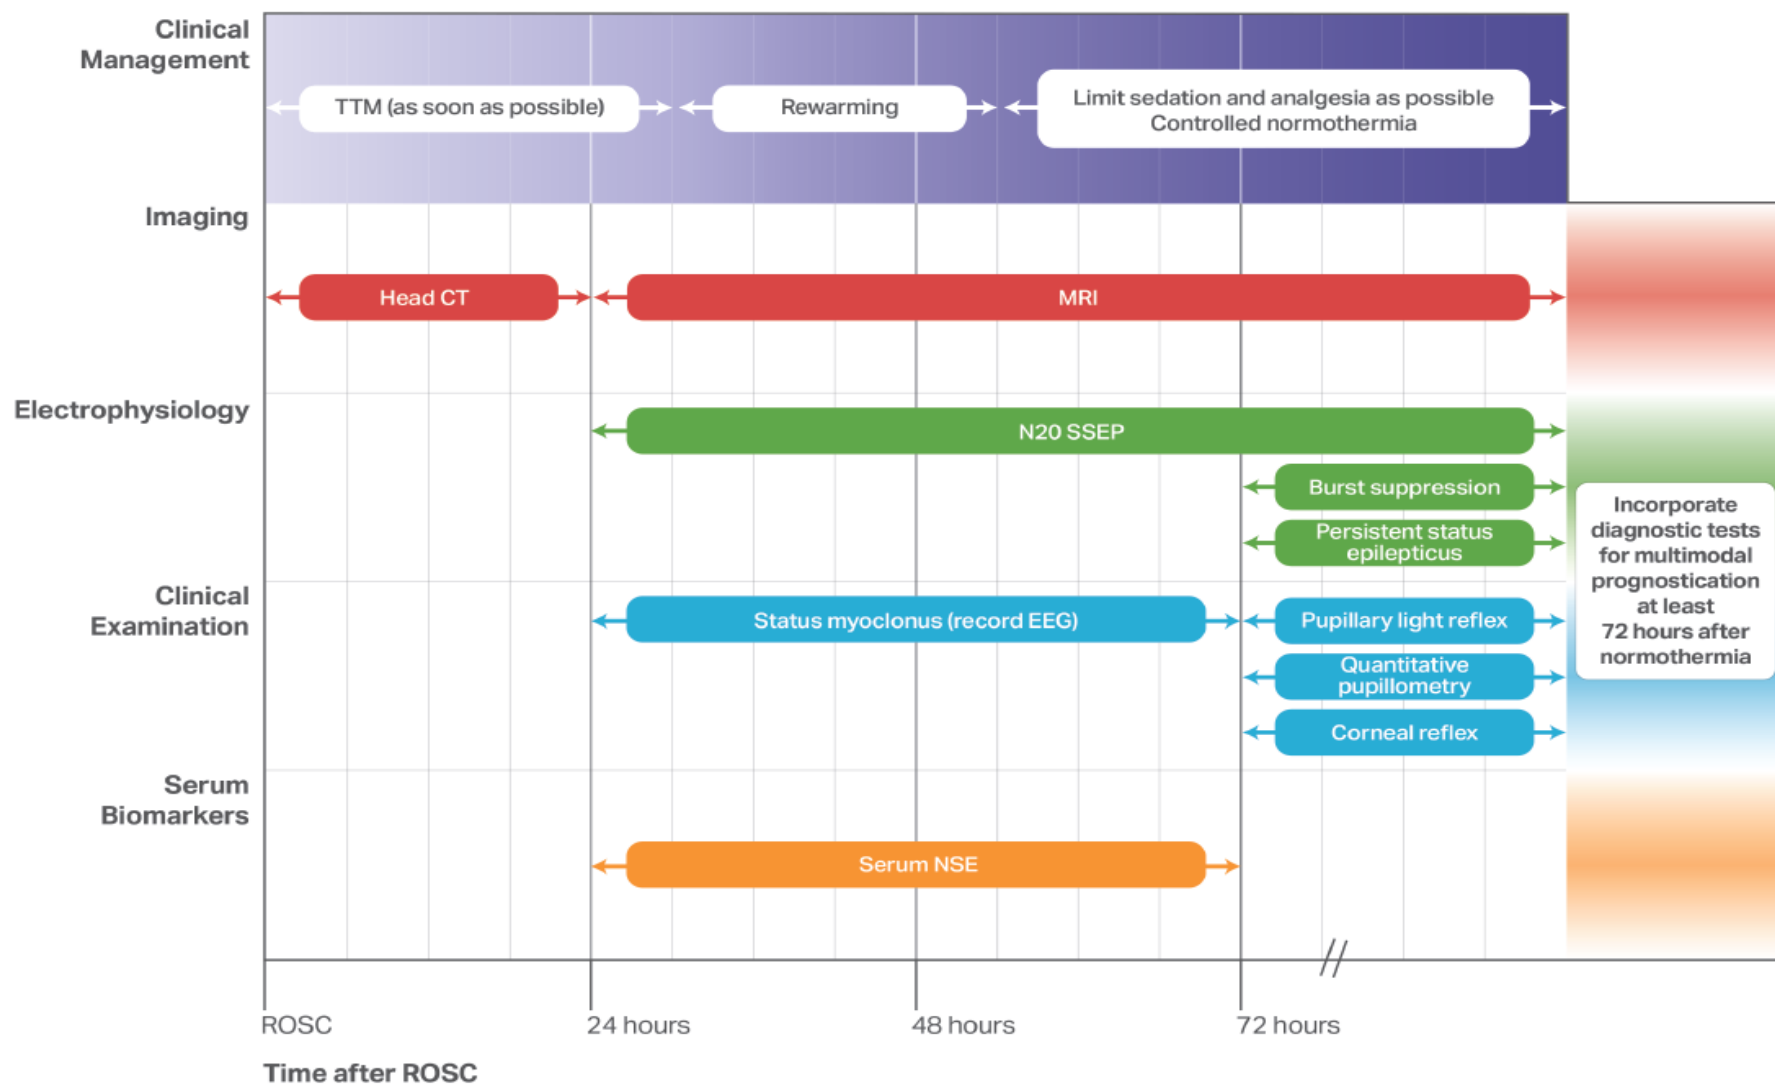 Clinical
Management
TTM (as soon as possible)
Rewarming
Limit sedation and analgesia as possible
Controlled normothermia
Imaging
Head CT
MRI
Electrophysiology
N20 SSEP
Burst suppression
Persistent status
epilepticus
Clinical
Examination
Status myoclonus (record EEG)
Pupillary light reflex
Quantitative
pupillometry
Corneal reflex
Serum
Biomarkers
Serum NSE
Incorporate
diagnostic tests
for multimodal
prognostication
at least
72 hours after
normothermia
ROSC
24 hours
48 hours
72 hours
Time after ROSC